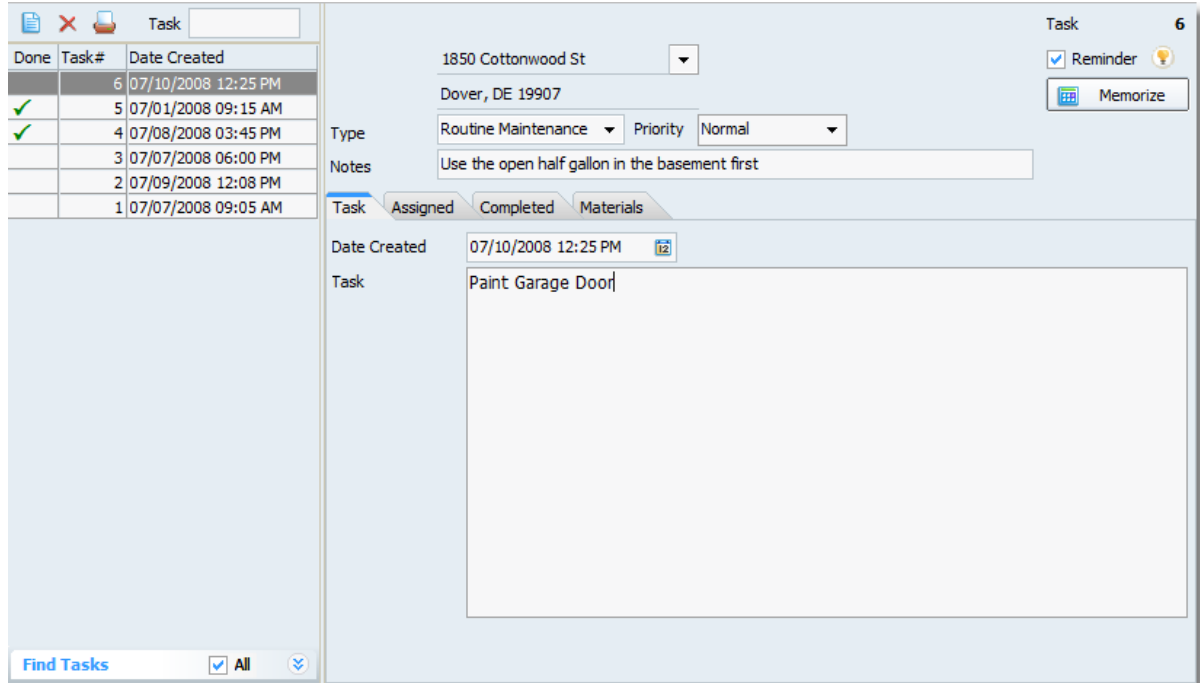 Task
Done Task# Date Created
6 07/10/2008 12:25 PM
5 07/01/2008 09:15 AM
4 07/08/2008 03:45 PM
3 07/07/2008 06:00 PM
2 07/09/2008 12:08 PM
1 07/07/2008 09:05 AM
Find Tasks All
Task 6
1850 Cottonwood St
Reminder
Dover, DE 19907
Memorize
Type Routine Maintenance Priority Normal
Notes Use the open half gallon in the basement first
Task Assigned Completed Materials
Date Created 07/10/2008 12:25 PM 12
Task Paint Garage Door